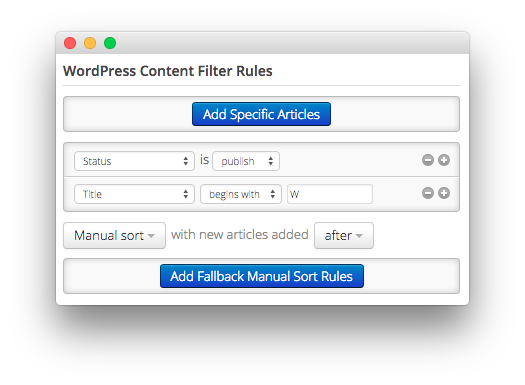 WordPress Content Filter Rules
Add Specific Articles
Status is publish
Title begins with W
Manual sort with new articles added after
Add Fallback Manual Sort Rules